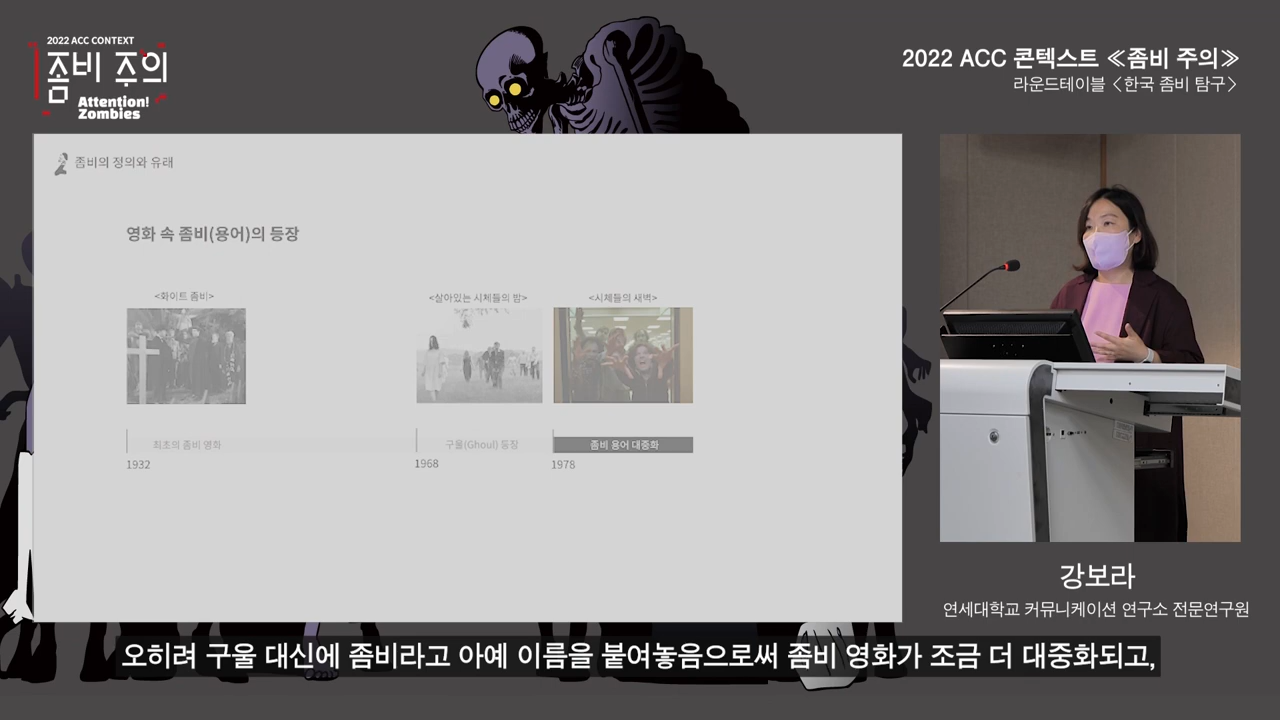 2022 ACC CONTEXT
좀비 주의
Attention!
Zombies
2022 ACC 콘텍스트 ≪좀비 주의≫
라운드테이블 〈한국 좀비 탐구〉
좀비의 정의와 유래
영화 속 좀비(용어)의 등장
<화이트 좀비>
<살아있는 시체들의 밤>
<시체들의 새벽>
최초의 좀비 영화
구울(Ghoul) 등장
좀비 용어 대중화
1932
1968
1978
강보라
연세대학교 커뮤니케이션 연구소 전문연구원
오히려 구울 대신에 좀비라고 아예 이름을 붙여놓음으로써 좀비 영화가 조금 더 대중화되고,